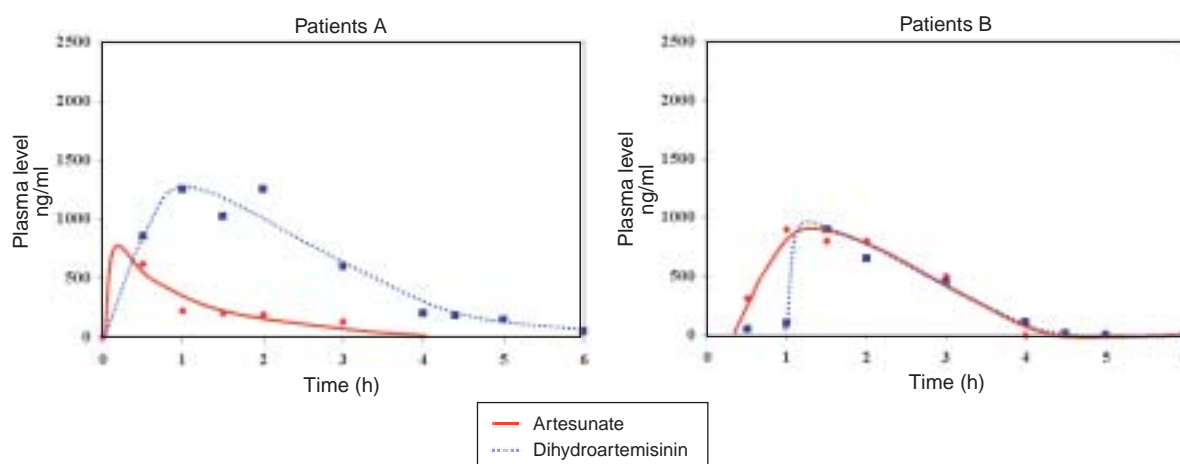 Patients A
2500
2000
1500
1000
500
0
Plasma level
ng/ml
0 1 2 3 4 5 6
Time (h)
Patients B
2500
2000
1500
1000
500
0
Plasma level
ng/ml
0 1 2 3 4 5
Time (h)
Artesunate
Dihydroartemisinin